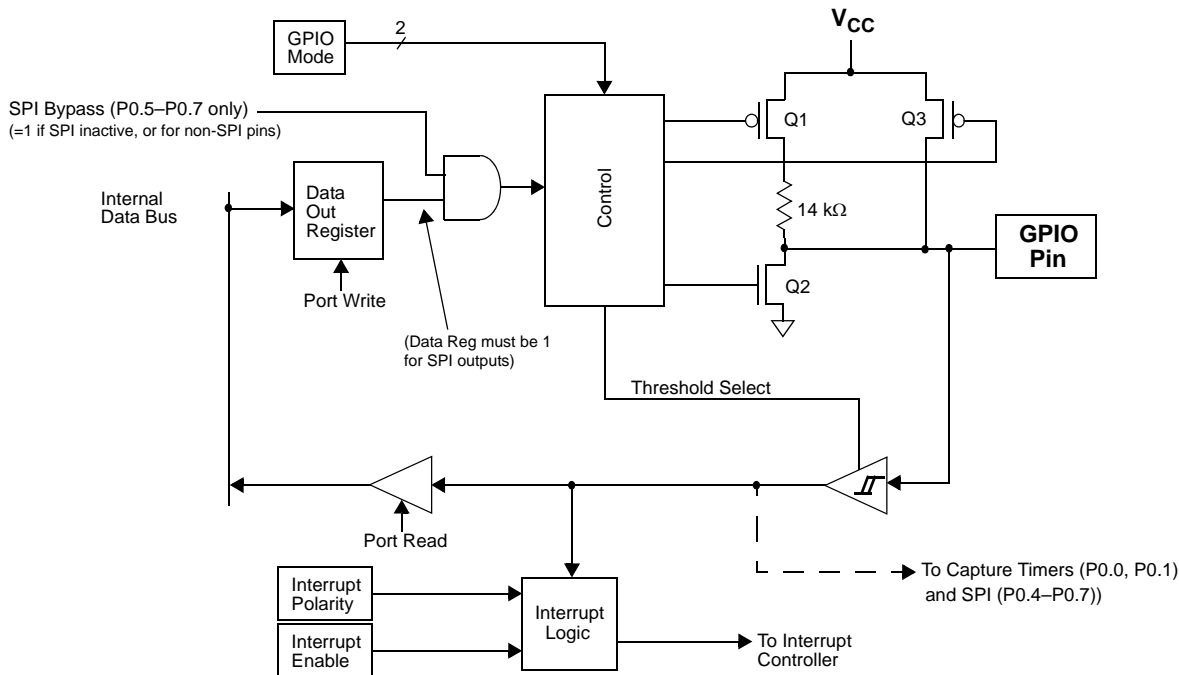 VCC
2
GPIO
Mode
SPI Bypass (P0.5–P0.7 only)
(=1 if SPI inactive, or for non-SPI pins)
Q1
Q3
Control
Internal
Data Bus
Data
Out
Register
14 kΩ
GPIO
Pin
Port Write
Q2
(Data Reg must be 1
for SPI outputs)
Threshold Select
Port Read
To Capture Timers (P0.0, P0.1)
and SPI (P0.4–P0.7))
Interrupt
Polarity
Interrupt
Logic
Interrupt
Enable
To Interrupt
Controller